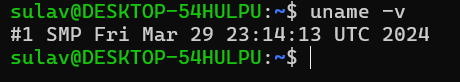 sulav@DESKTOP-54HULPU:~$ uname -v
#1 SMP Fri Mar 29 23:14:13 UTC 2024
sulav@DESKTOP-54HULPU:~$